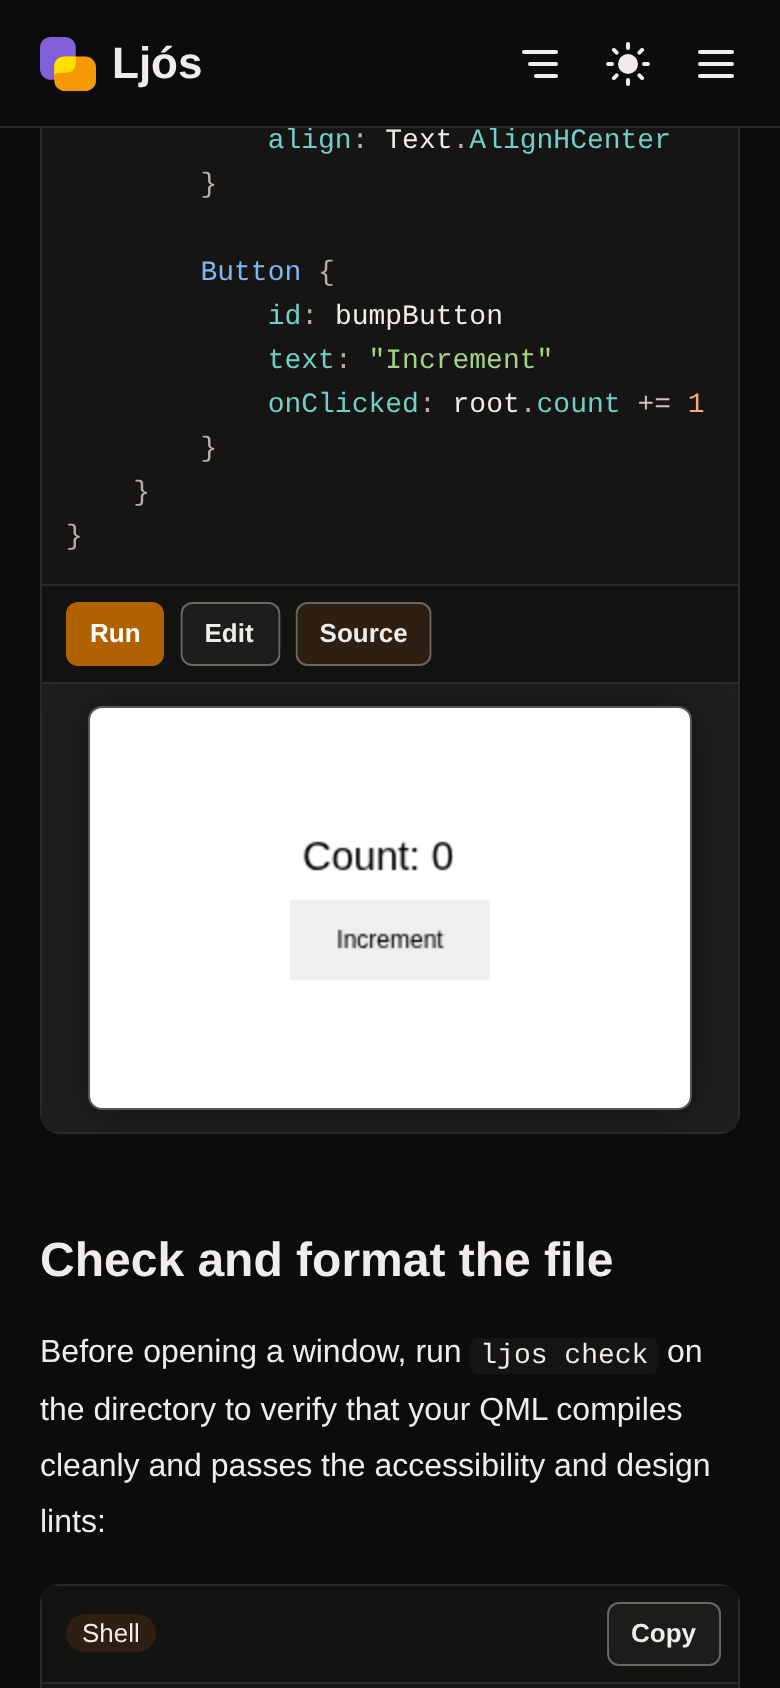 Ljós
align: Text.AlignHCenter
}
Button {
id: bumpButton
text: "Increment"
onClicked: root.count += 1
}
}
}
Run Edit Source
Count: 0
Increment
Check and format the file
Before opening a window, run ljos check on
the directory to verify that your QML compiles
cleanly and passes the accessibility and design
lints:
Shell Copy